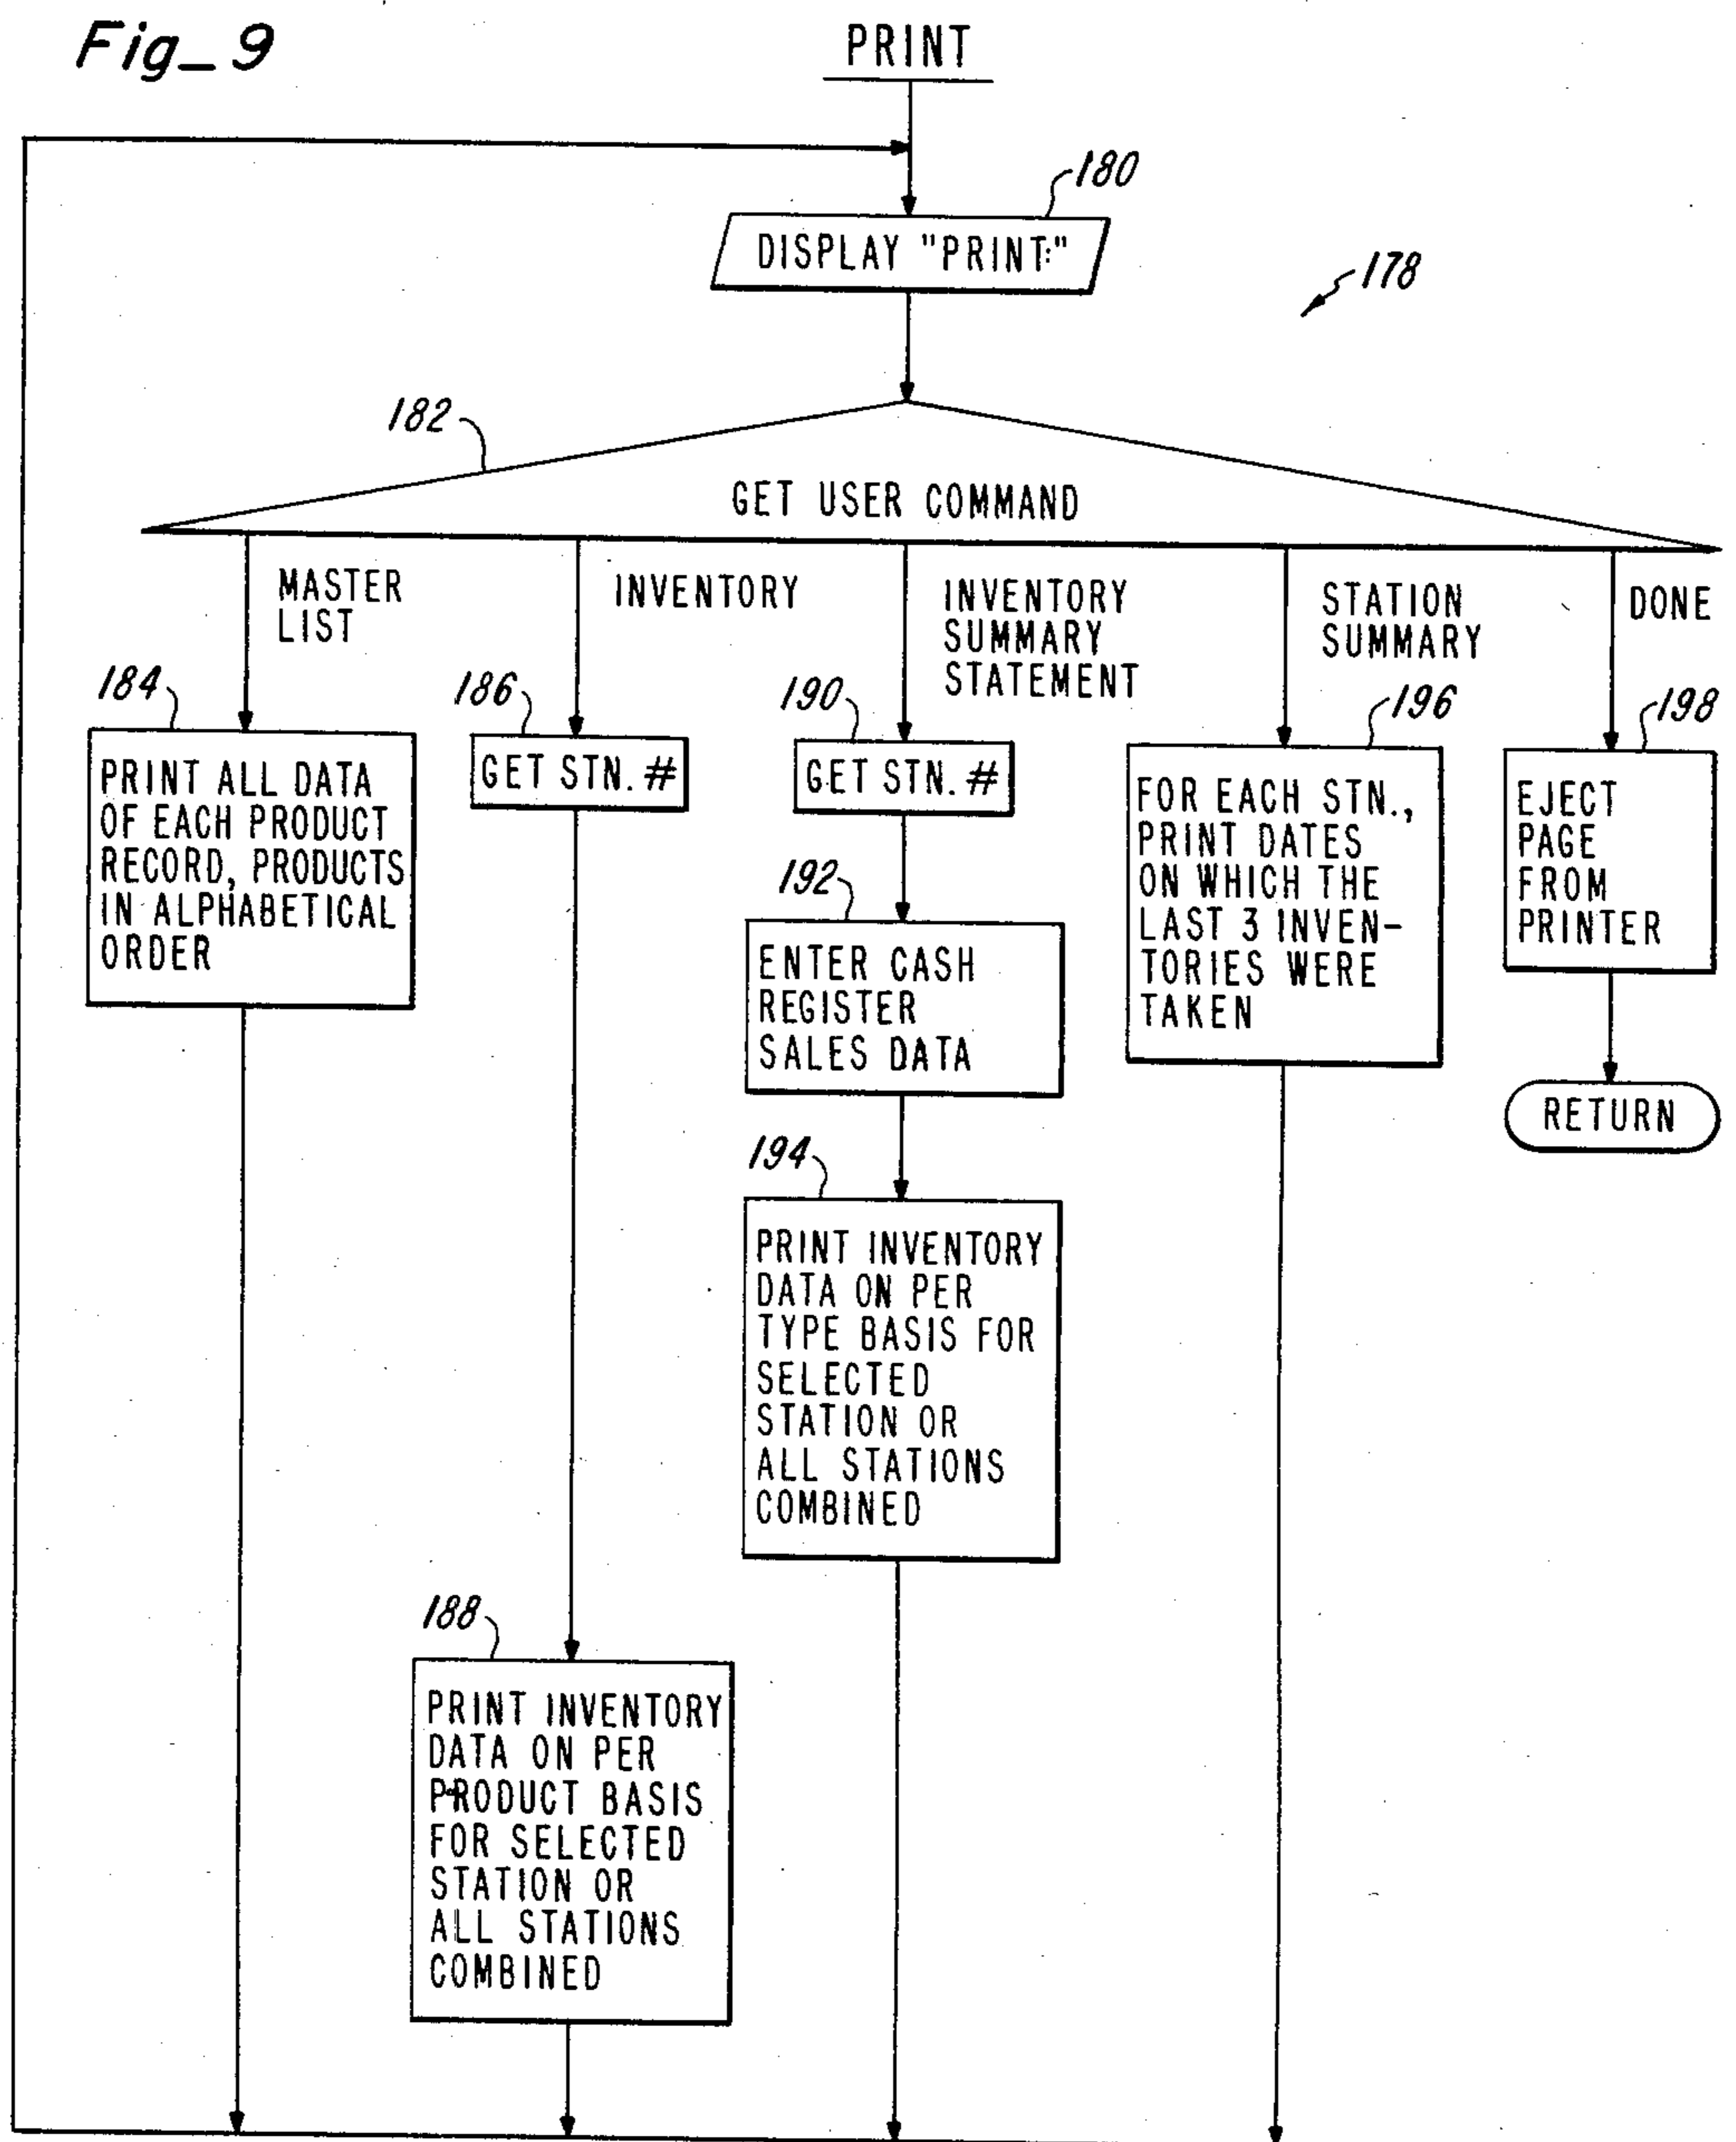 Fig_9
PRINT
180
DISPLAY "PRINT:"
178
182
GET USER COMMAND
MASTER
LIST
INVENTORY
INVENTORY
SUMMARY
STATEMENT
STATION
SUMMARY
DONE
184
PRINT ALL DATA
OF EACH PRODUCT
RECORD, PRODUCTS
IN ALPHABETICAL
ORDER
186
GET STN. #
190
GET STN. #
196
FOR EACH STN.,
PRINT DATES
ON WHICH THE
LAST 3 INVEN-
TORIES WERE
TAKEN
198
EJECT
PAGE
FROM
PRINTER
192
ENTER CASH
REGISTER
SALES DATA
RETURN
194
PRINT INVENTORY
DATA ON PER
TYPE BASIS FOR
SELECTED
STATION OR
ALL STATIONS
COMBINED
188
PRINT INVENTORY
DATA ON PER
PRODUCT BASIS
FOR SELECTED
STATION OR
ALL STATIONS
COMBINED